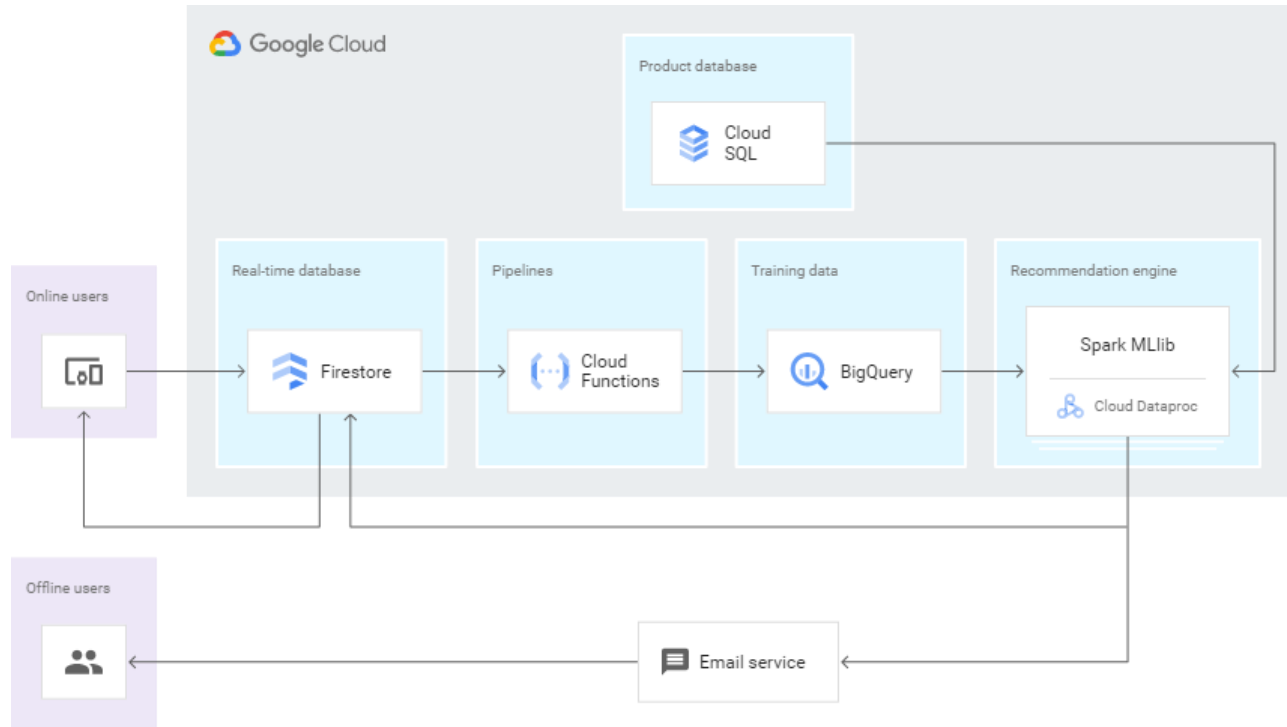 Google Cloud
Product database
Cloud
SQL
Real-time database
Pipelines
Training data
Recommendation engine
Online users
Firestore
Cloud
Functions
BigQuery
Spark MLlib
Cloud Dataproc
Offline users
Email service